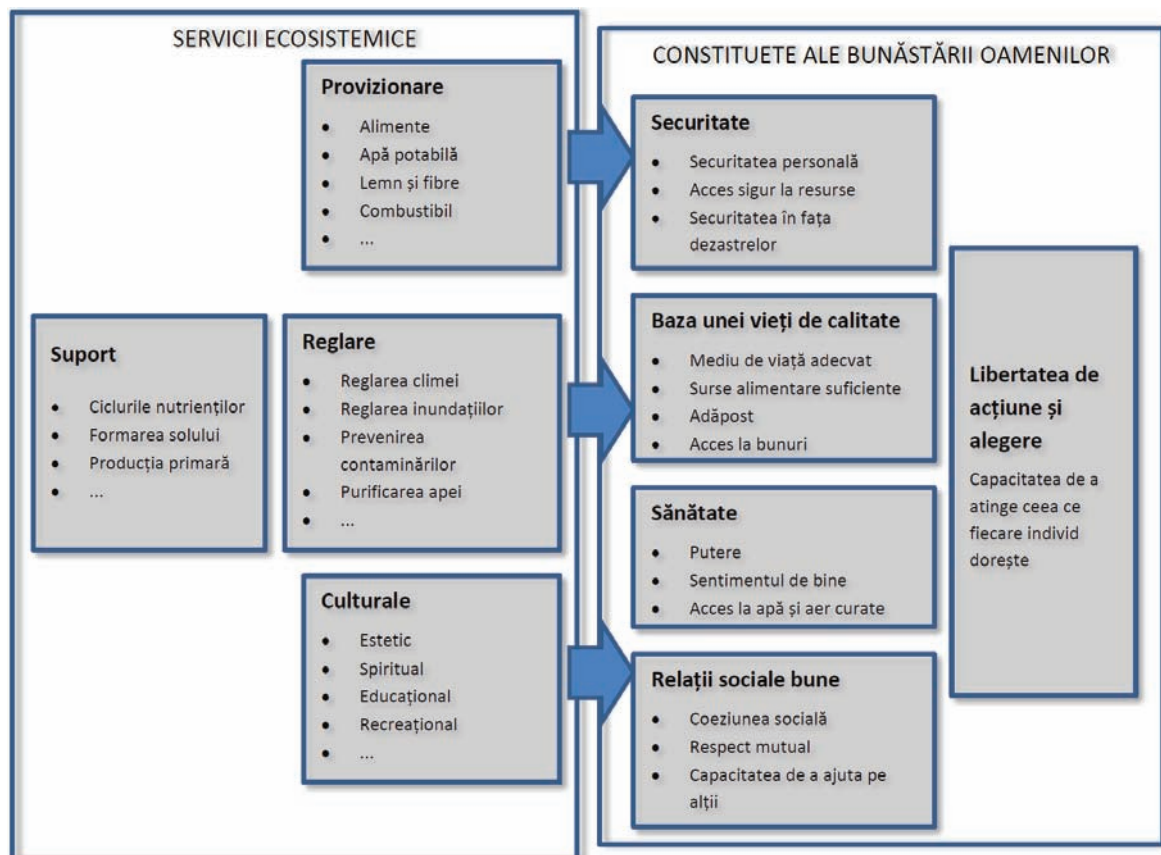 SERVICII ECOSISTEMICE
Provizionare
• Alimente
• Apă potabilă
• Lemn și fibre
• Combustibil
• ...
Suport
• Ciclurile nutrienților
• Formarea solului
• Producția primară
• ...
Reglare
• Reglarea climei
• Reglarea inundațiilor
• Prevenirea
contaminărilor
• Purificarea apei
• ...
Culturale
• Estetic
• Spiritual
• Educațional
• Recreațional
• ...
CONSTITUETE ALE BUNĂSTĂRII OAMENILOR
Securitate
• Securitatea personală
• Acces sigur la resurse
• Securitatea în fața
dezastrelor
Baza unei vieți de calitate
• Mediu de viață adecvat
• Surse alimentare suficiente
• Adăpost
• Acces la bunuri
Sănătate
• Putere
• Sentimentul de bine
• Acces la apă și aer curate
Relații sociale bune
• Coeziunea socială
• Respect mutual
• Capacitatea de a ajuta pe
alții
Libertatea de
acțiune și
alegere
Capacitatea de a
atinge ceea ce
fiecare individ
dorește